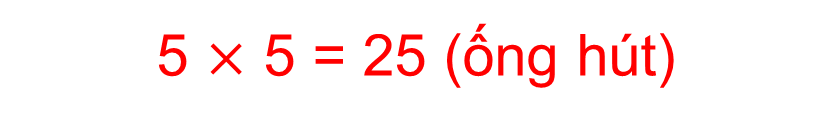 5 × 5 = 25 (ống hút)